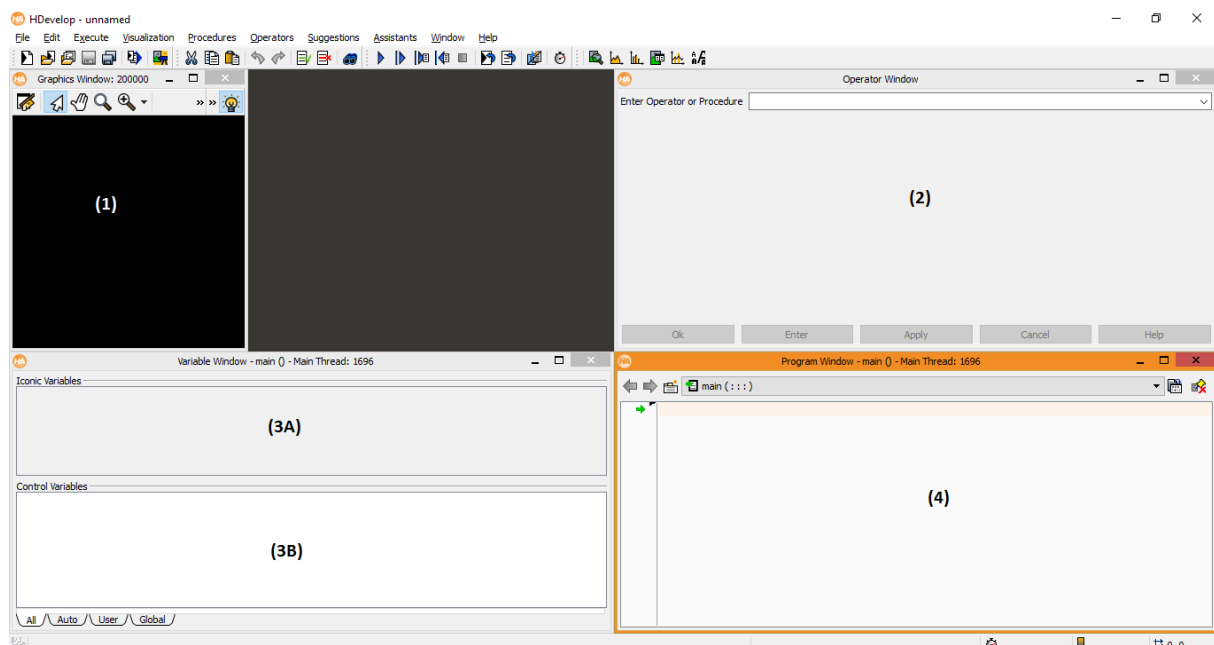 HDevelop - unnamed
File Edit Execute Visualization Procedures Operators Suggestions Assistants Window Help
Graphics Window: 200000
(1)
Operator Window
Enter Operator or Procedure
(2)
Ok Enter Apply Cancel Help
Variable Window - main () - Main Thread: 1696
Iconic Variables
(3A)
Control Variables
(3B)
All Auto User Global
Program Window - main () - Main Thread: 1696
main (:::)
(4)